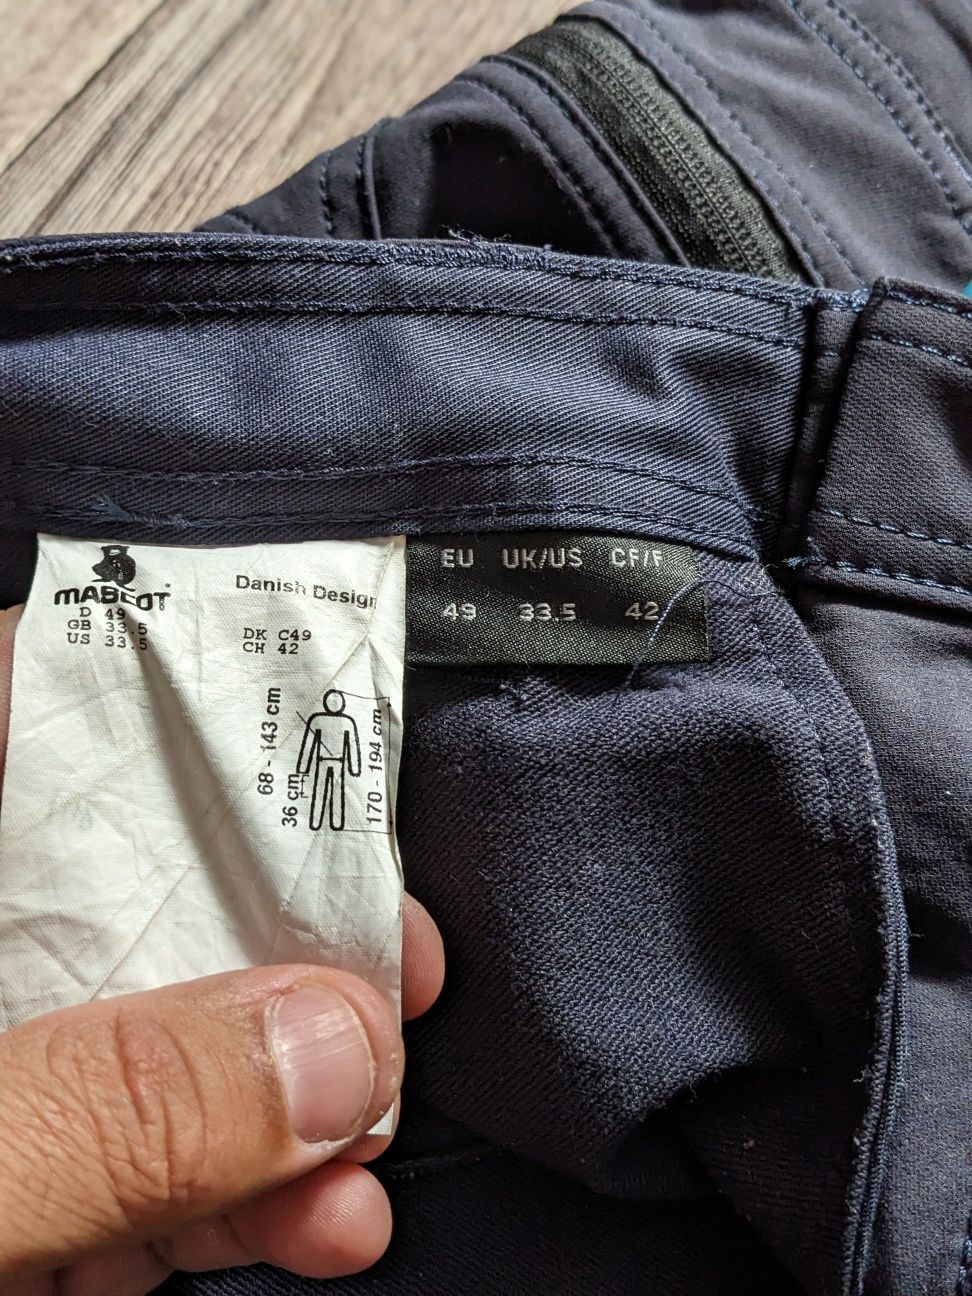 MASCOT
Danish Design
D 49
GB 33.5
US 33.5
DK C49
CH 42
68 - 143 cm
36 cm
170 - 194 cm
EU UK/US CF/F
49 33.5 42